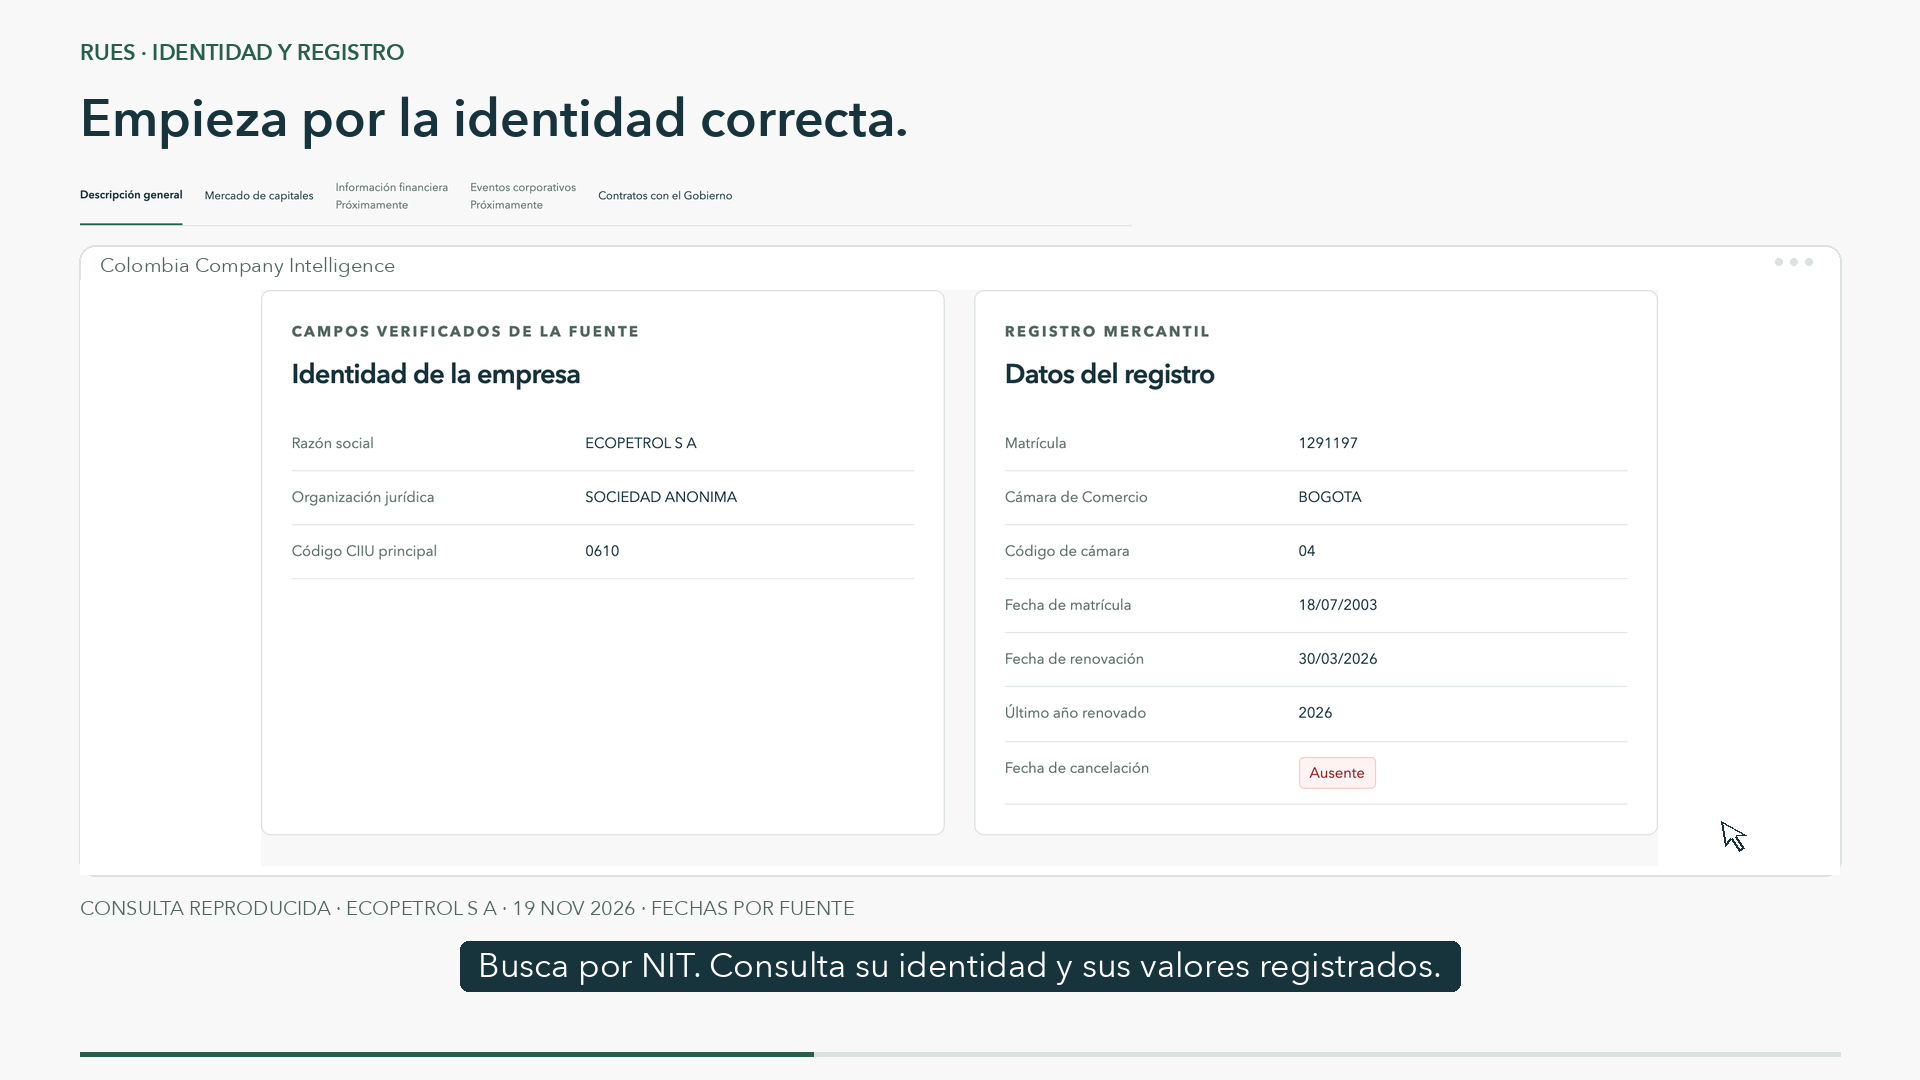 RUES · IDENTIDAD Y REGISTRO
Empieza por la identidad correcta.
Descripción general
Mercado de capitales
Información financiera
Próximamente
Eventos corporativos
Próximamente
Contratos con el Gobierno
Colombia Company Intelligence
CAMPOS VERIFICADOS DE LA FUENTE
Identidad de la empresa
Razón social ECOPETROL S A
Organización jurídica SOCIEDAD ANONIMA
Código CIIU principal 0610
REGISTRO MERCANTIL
Datos del registro
Matrícula 1291197
Cámara de Comercio BOGOTA
Código de cámara 04
Fecha de matrícula 18/07/2003
Fecha de renovación 30/03/2026
Último año renovado 2026
Fecha de cancelación Ausente
CONSULTA REPRODUCIDA · ECOPETROL S A · 19 NOV 2026 · FECHAS POR FUENTE
Busca por NIT. Consulta su identidad y sus valores registrados.